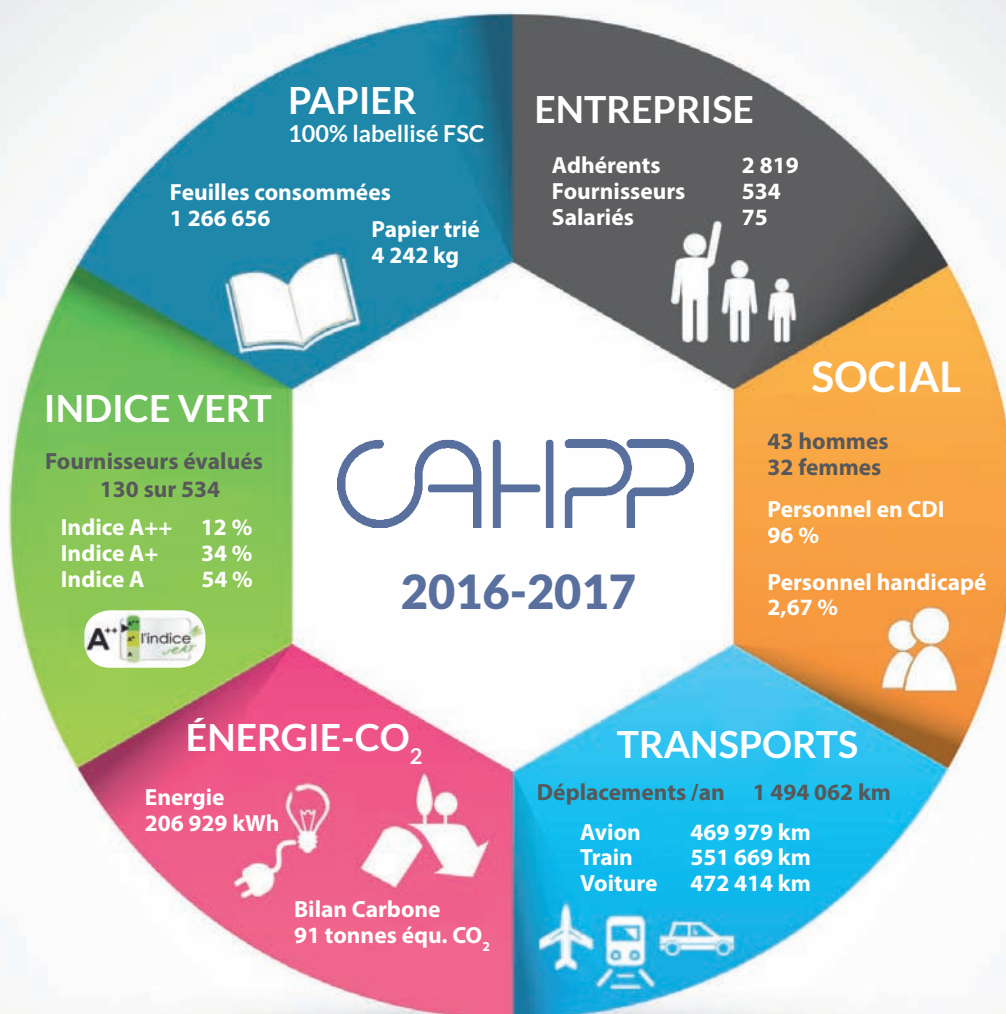 PAPIER
100% labellisé FSC
Feuilles consommées
1 266 656
Papier trié
4 242 kg
ENTREPRISE
Adhérents 2 819
Fournisseurs 534
Salariés 75
SOCIAL
43 hommes
32 femmes
Personnel en CDI
96 %
Personnel handicapé
2,67 %
TRANSPORTS
Déplacements /an 1 494 062 km
Avion 469 979 km
Train 551 669 km
Voiture 472 414 km
ÉNERGIE-CO₂
Energie
206 929 kWh
Bilan Carbone
91 tonnes équ. CO₂
INDICE VERT
Fournisseurs évalués
130 sur 534
Indice A++ 12 %
Indice A+ 34 %
Indice A 54 %
A++ l'indice
vert
CAHPP
2016-2017